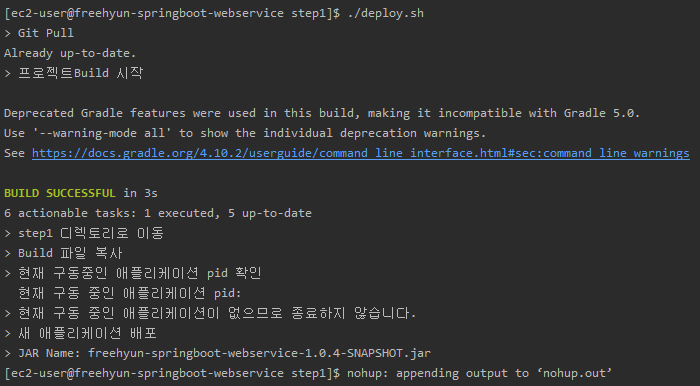 [ec2-user@freehyun-springboot-webservice step1]$ ./deploy.sh
> Git Pull
Already up-to-date.
> 프로젝트Build 시작
Deprecated Gradle features were used in this build, making it incompatible with Gradle 5.0.
Use '--warning-mode all' to show the individual deprecation warnings.
See https://docs.gradle.org/4.10.2/userguide/command_line_interface.html#sec:command_line_warnings
BUILD SUCCESSFUL in 3s
6 actionable tasks: 1 executed, 5 up-to-date
> step1 디렉토리로 이동
> Build 파일 복사
> 현재 구동중인 애플리케이션 pid 확인
현재 구동 중인 애플리케이션 pid:
> 현재 구동 중인 애플리케이션이 없으므로 종료하지 않습니다.
> 새 애플리케이션 배포
> JAR Name: freehyun-springboot-webservice-1.0.4-SNAPSHOT.jar
[ec2-user@freehyun-springboot-webservice step1]$ nohup: appending output to ‘nohup.out’